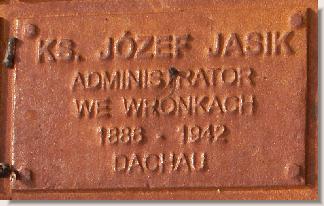 KS. JÓZEF JASIK
ADMINISTRATOR
WE WRONKACH
1886 - 1942
DACHAU